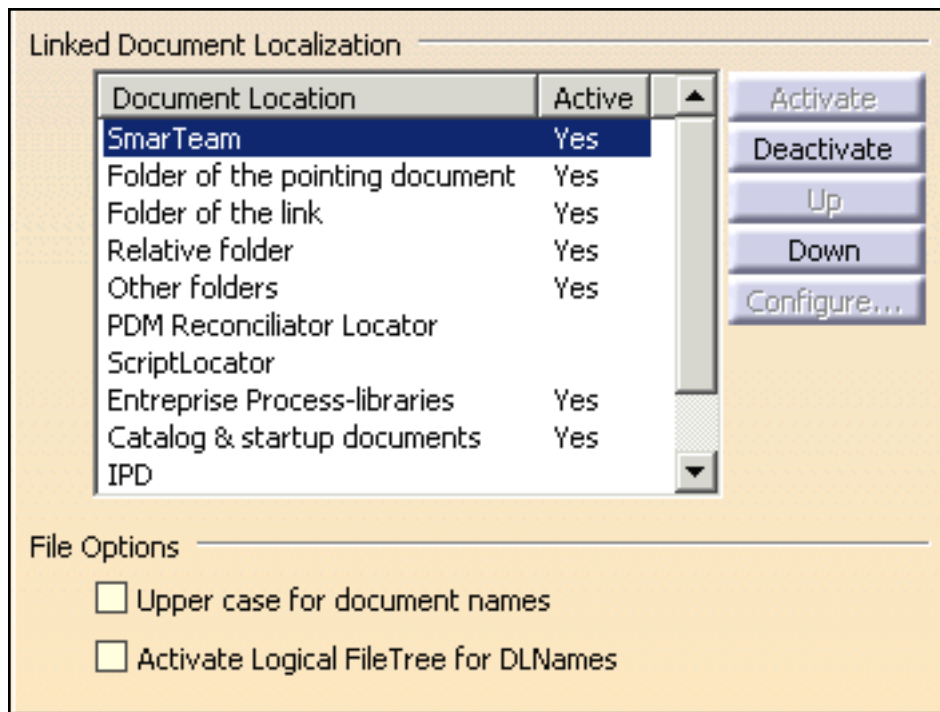 Linked Document Localization
Document Location Active
SmarTeam Yes
Folder of the pointing document Yes
Folder of the link Yes
Relative folder Yes
Other folders Yes
PDM Reconciliator Locator
ScriptLocator
Entreprise Process-libraries Yes
Catalog & startup documents Yes
IPD
Activate
Deactivate
Up
Down
Configure...
File Options
Upper case for document names
Activate Logical FileTree for DLNames